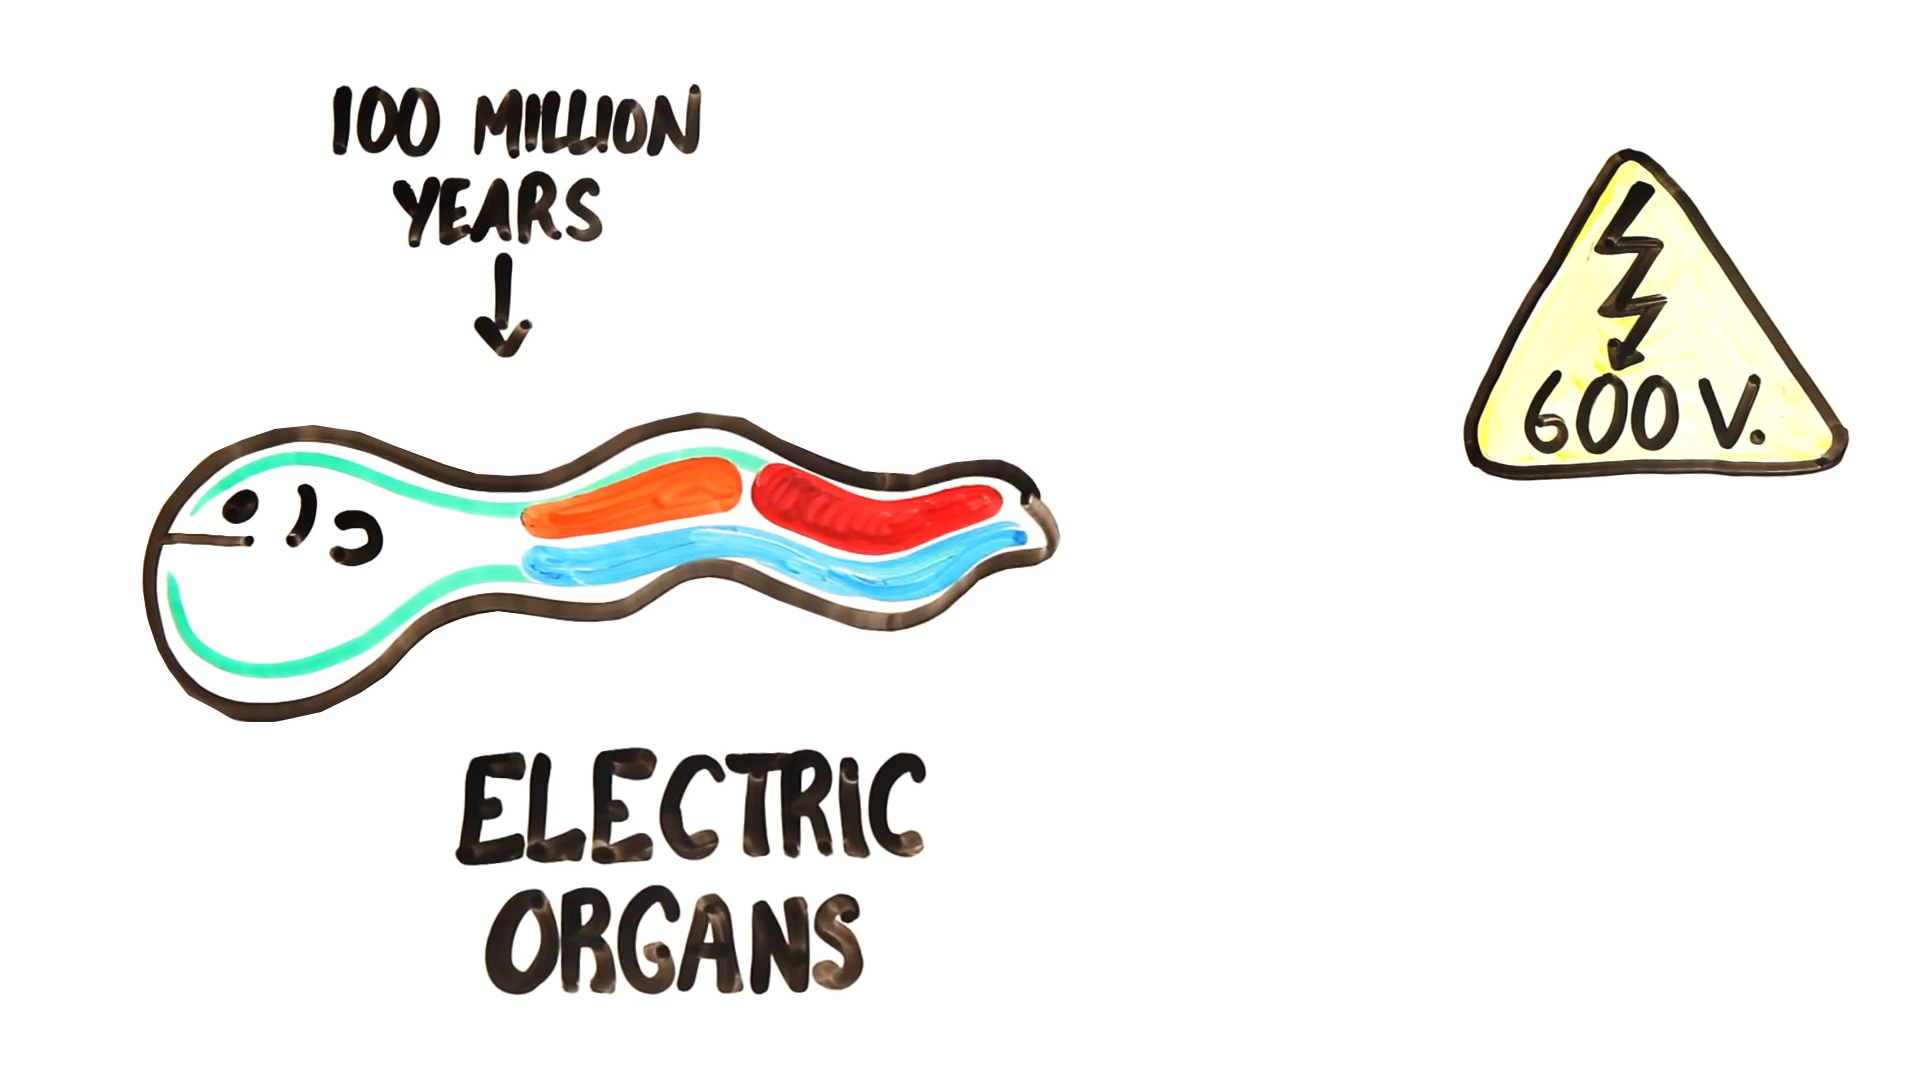 100 MILLION
YEARS
600 V.
ELECTRIC
ORGANS